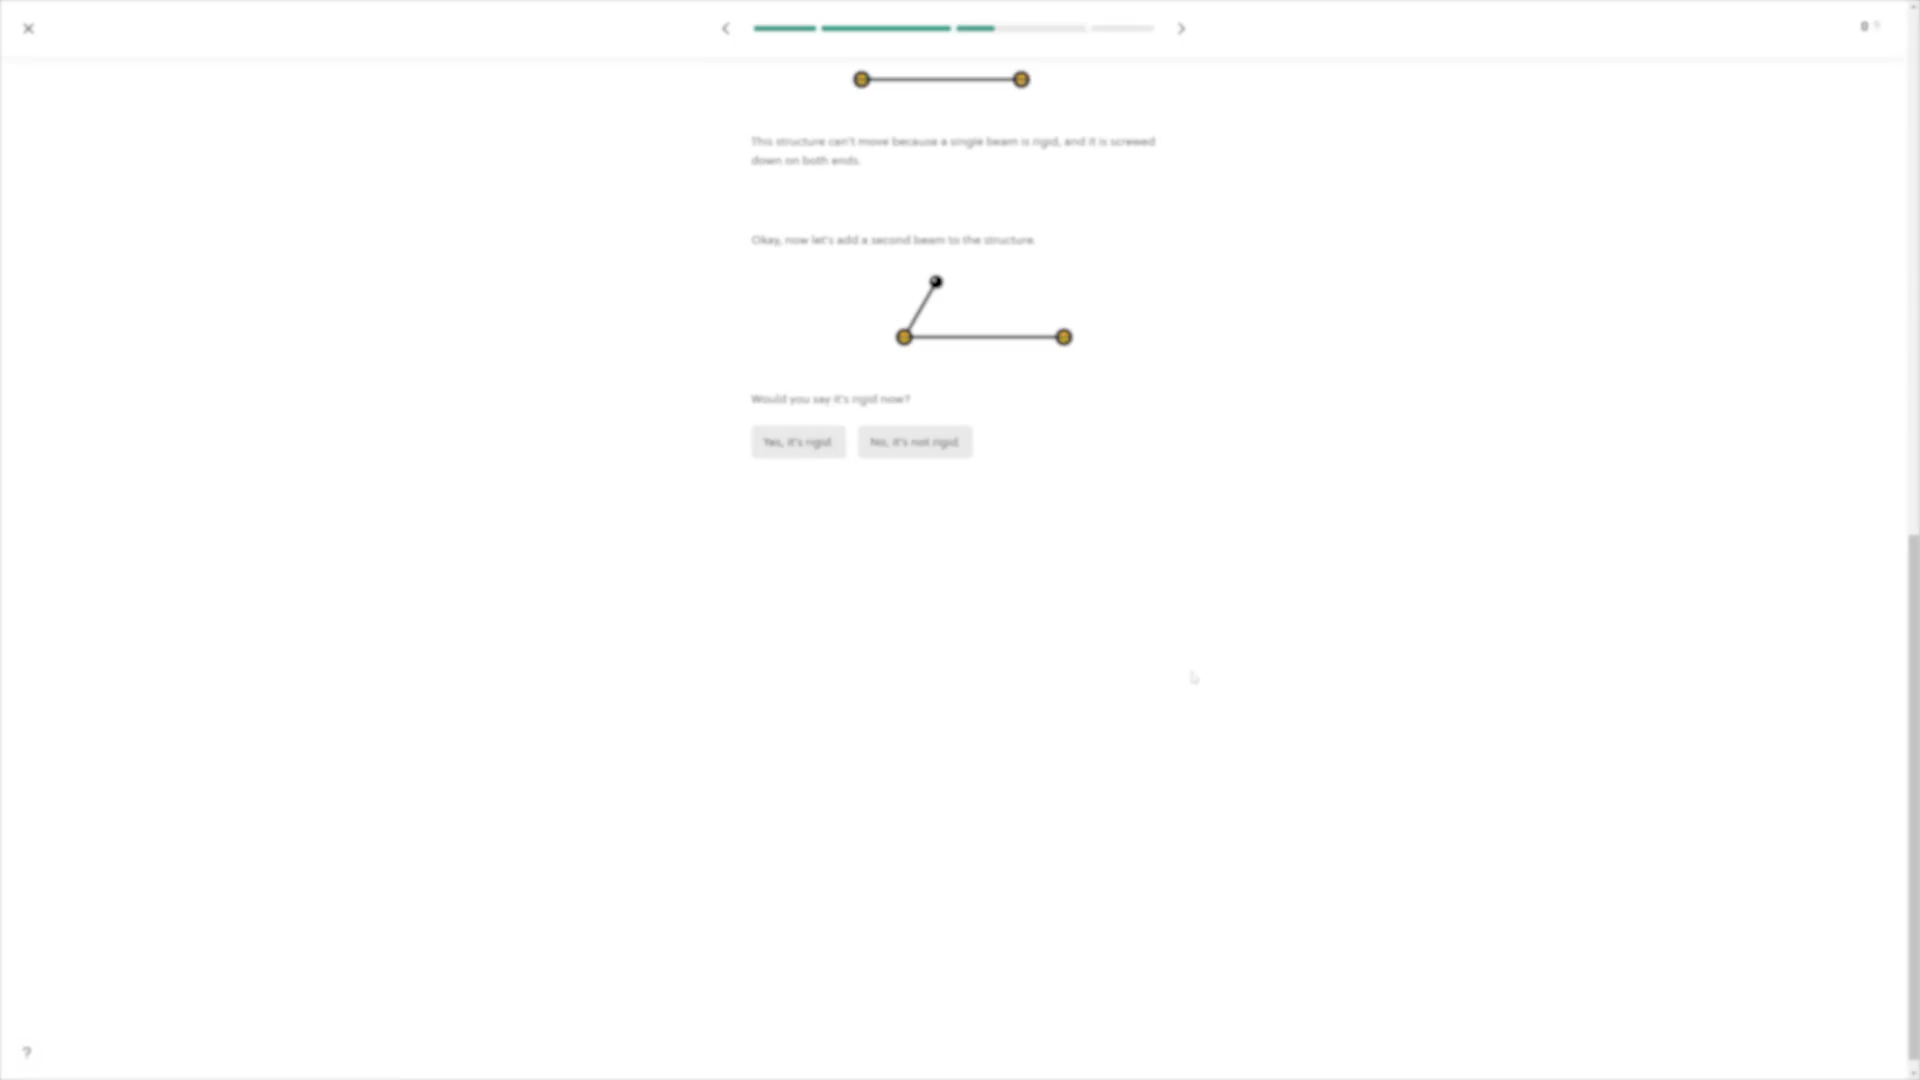 This structure can't move because a single beam is rigid, and it is screwed
down on both ends.
Okay, now let's add a second beam to the structure.
Would you say it's rigid now?
Yes, it's rigid.
No, it's not rigid.
?